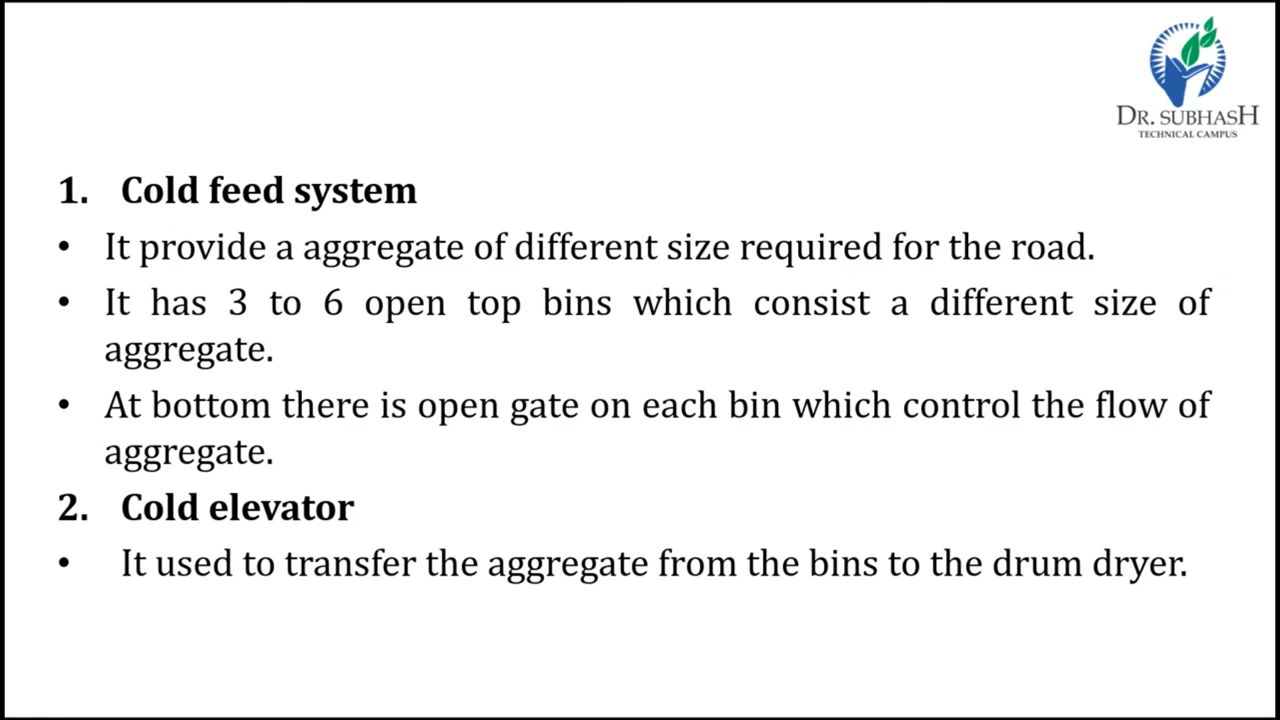 DR. SUBHASH
TECHNICAL CAMPUS
1. Cold feed system
• It provide a aggregate of different size required for the road.
• It has 3 to 6 open top bins which consist a different size of
aggregate.
• At bottom there is open gate on each bin which control the flow of
aggregate.
2. Cold elevator
• It used to transfer the aggregate from the bins to the drum dryer.